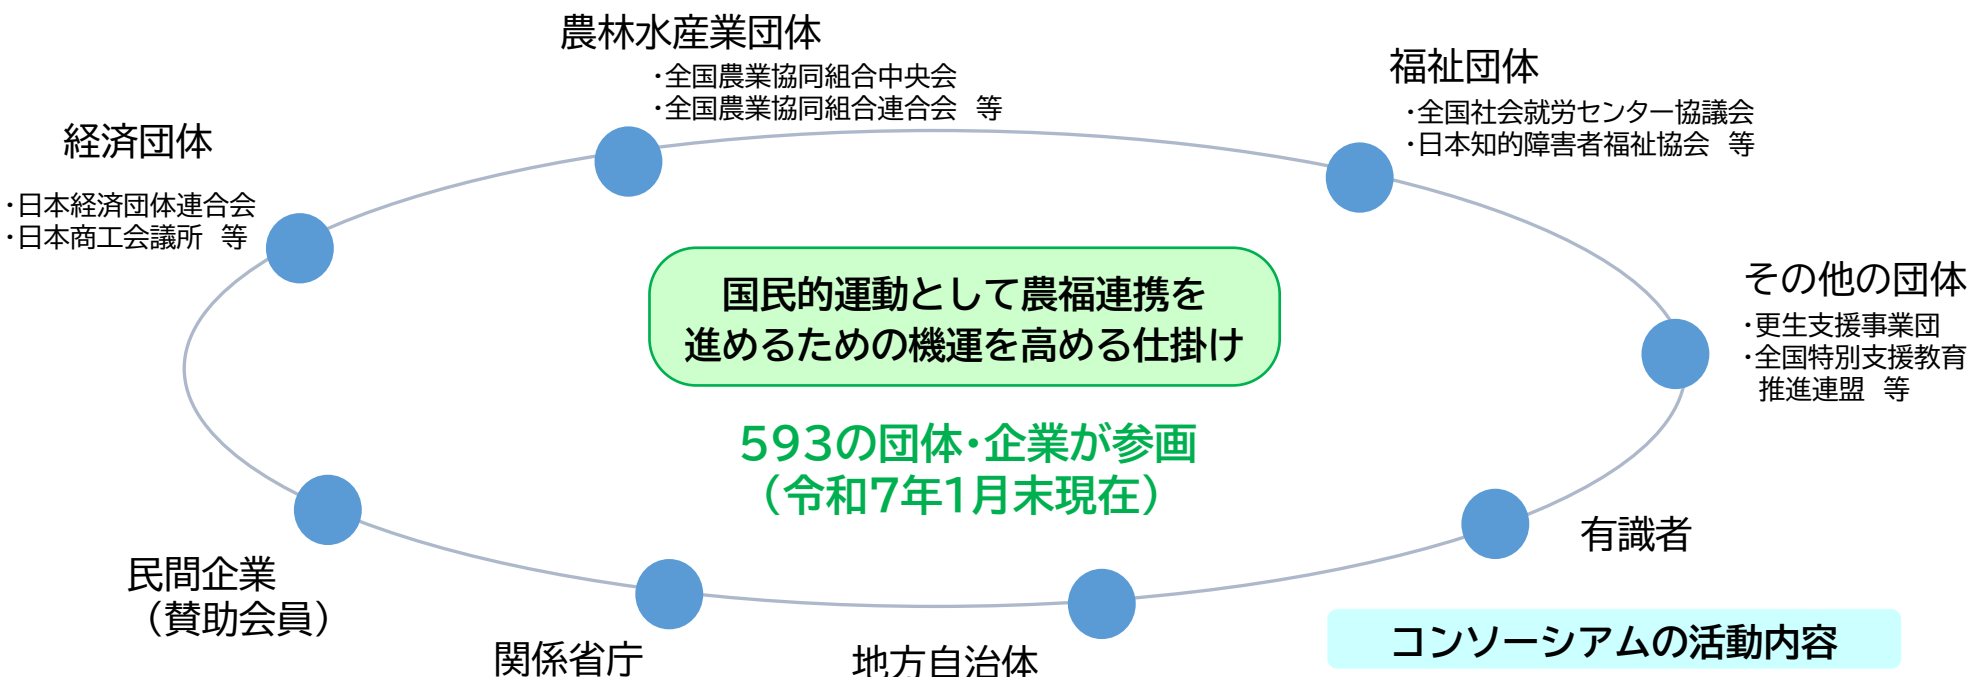 農林水産業団体
・全国農業協同組合中央会
・全国農業協同組合連合会　等
福祉団体
・全国社会就労センター協議会
・日本知的障害者福祉協会　等
経済団体
・日本経済団体連合会
・日本商工会議所　等
その他の団体
・更生支援事業団
・全国特別支援教育
推進連盟　等
国民的運動として農福連携を
進めるための機運を高める仕掛け
593の団体・企業が参画
（令和7年1月末現在）
有識者
民間企業
（賛助会員）
関係省庁
地方自治体
コンソーシアムの活動内容